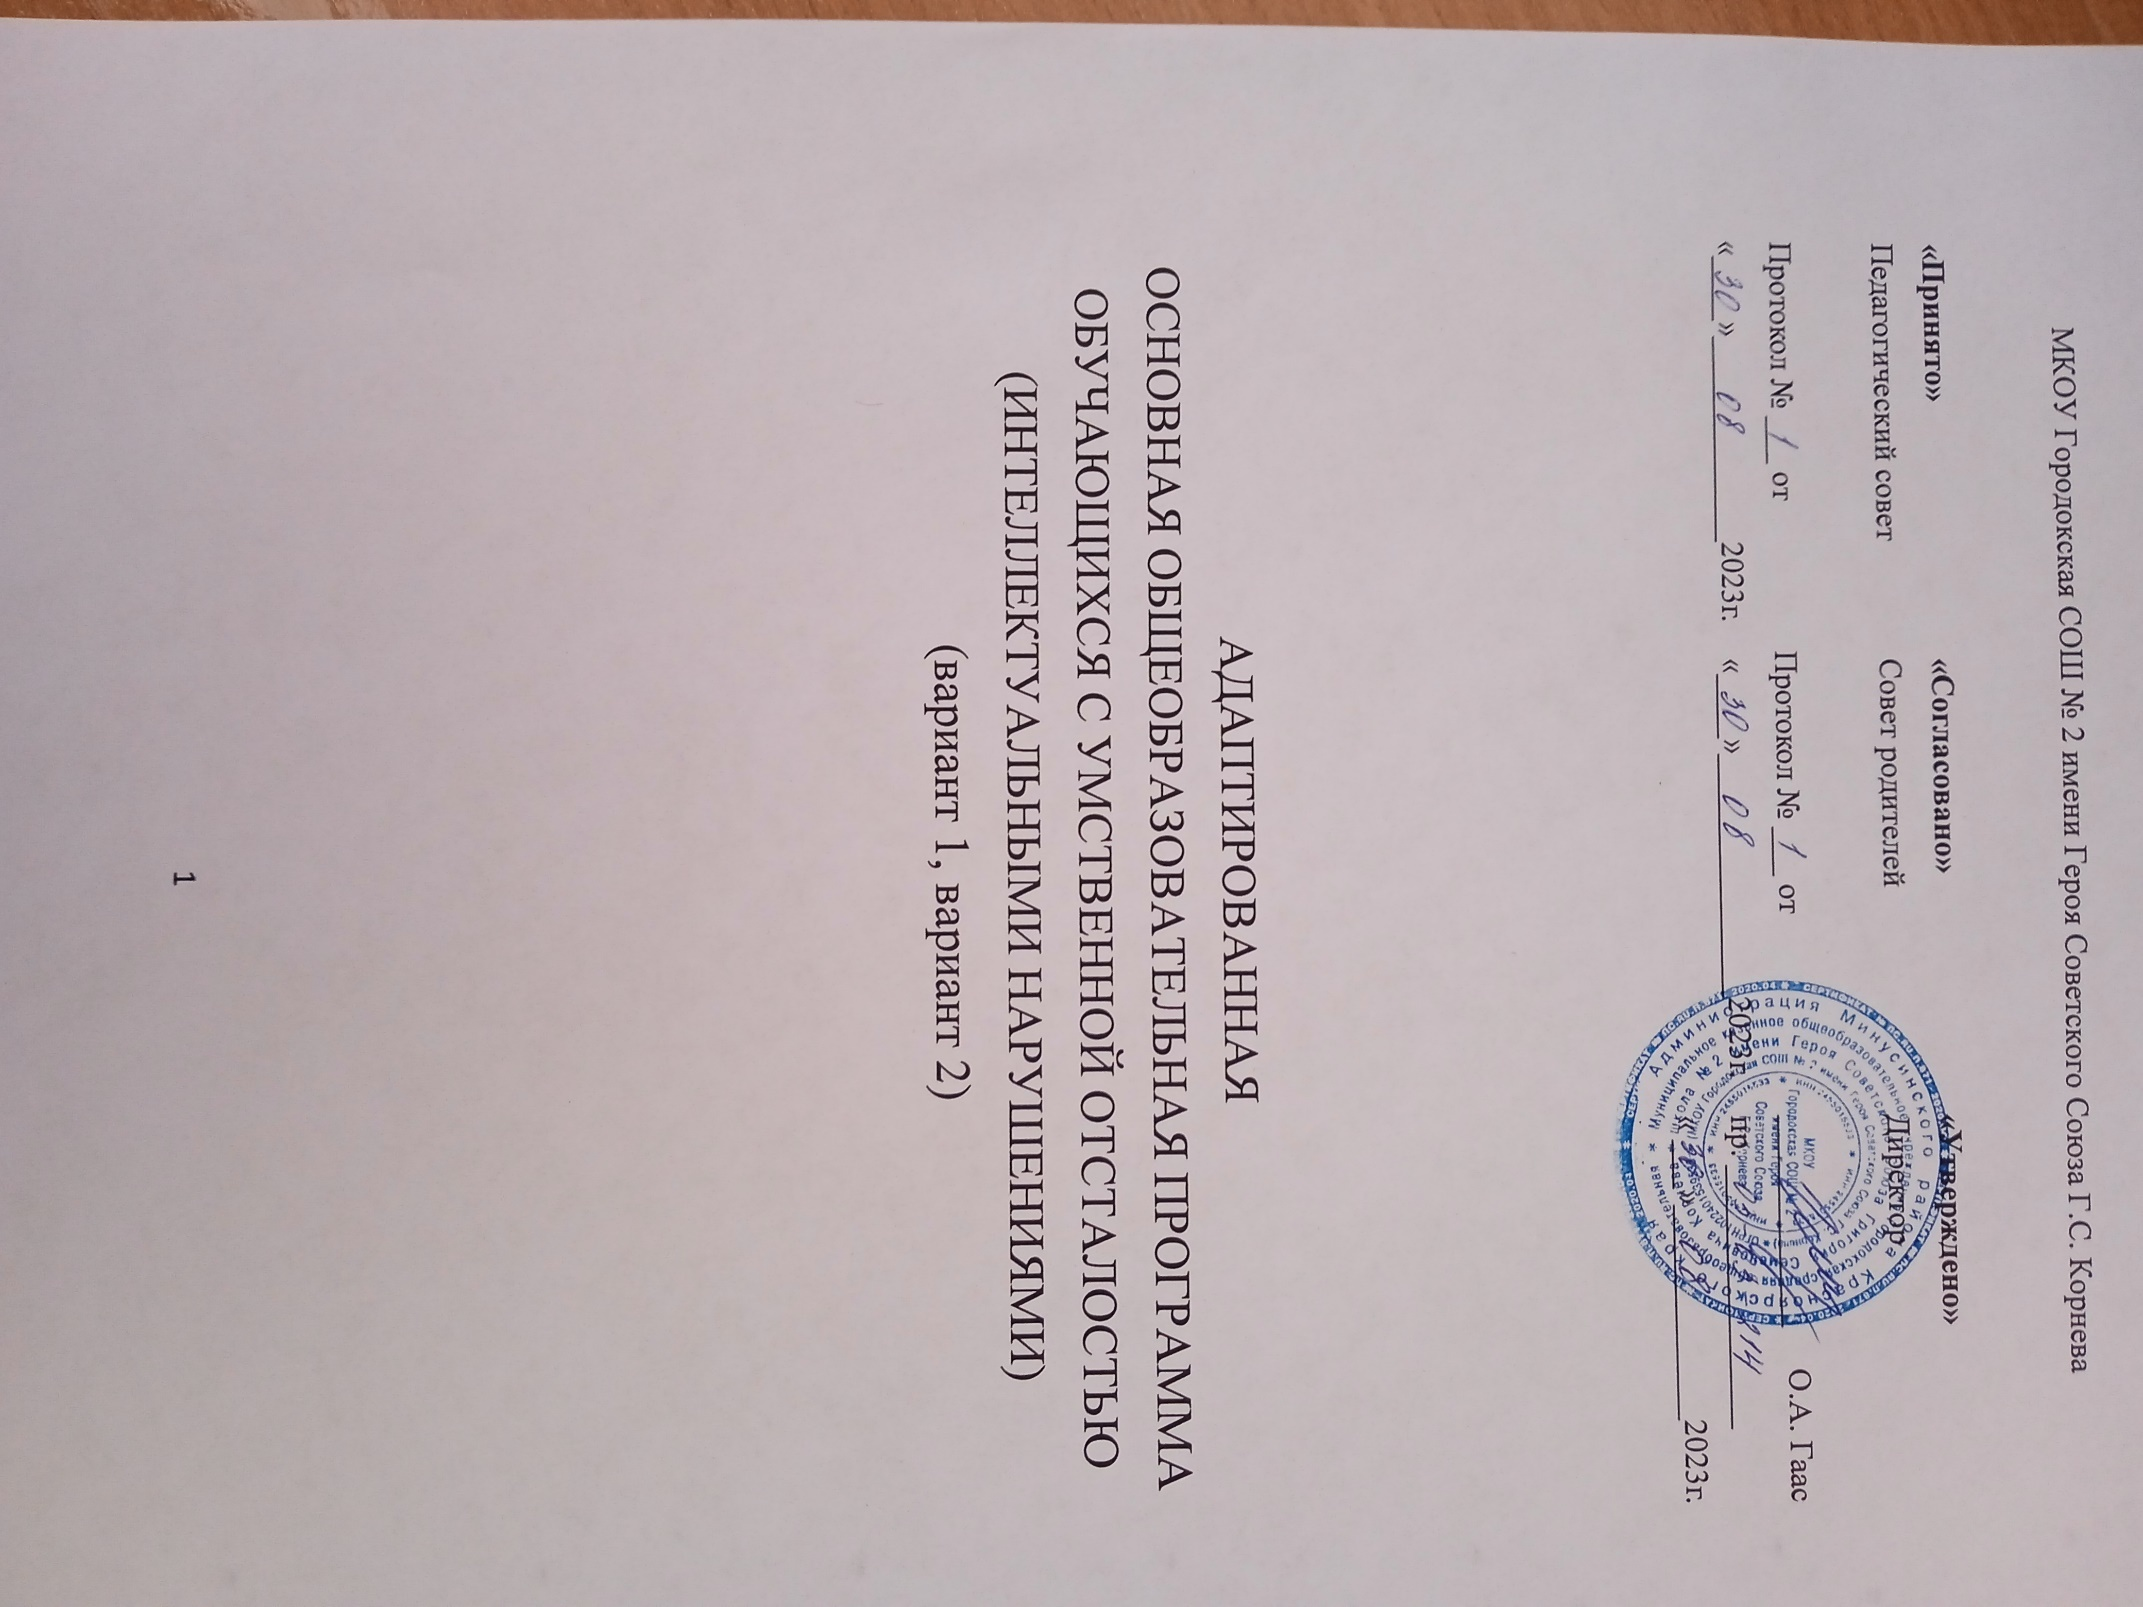 МКОУ Городокская СОШ № 2 имени Героя Советского Союза Г.С. Корнева
«Принято»
Педагогический совет
Протокол № 1 от
«30» 08 2023г.
«Согласовано»
Совет родителей
Протокол № 1 от
«30» 08 2023г.
«Утверждено»
Директор
О.А. Гаас
пр.
2023г.
АДАПТИРОВАННАЯ
ОСНОВНАЯ ОБЩЕОБРАЗОВАТЕЛЬНАЯ ПРОГРАММА
ОБУЧАЮЩИХСЯ С УМСТВЕННОЙ ОТСТАЛОСТЬЮ
(ИНТЕЛЛЕКТУАЛЬНЫМИ НАРУШЕНИЯМИ)
(вариант 1, вариант 2)
1